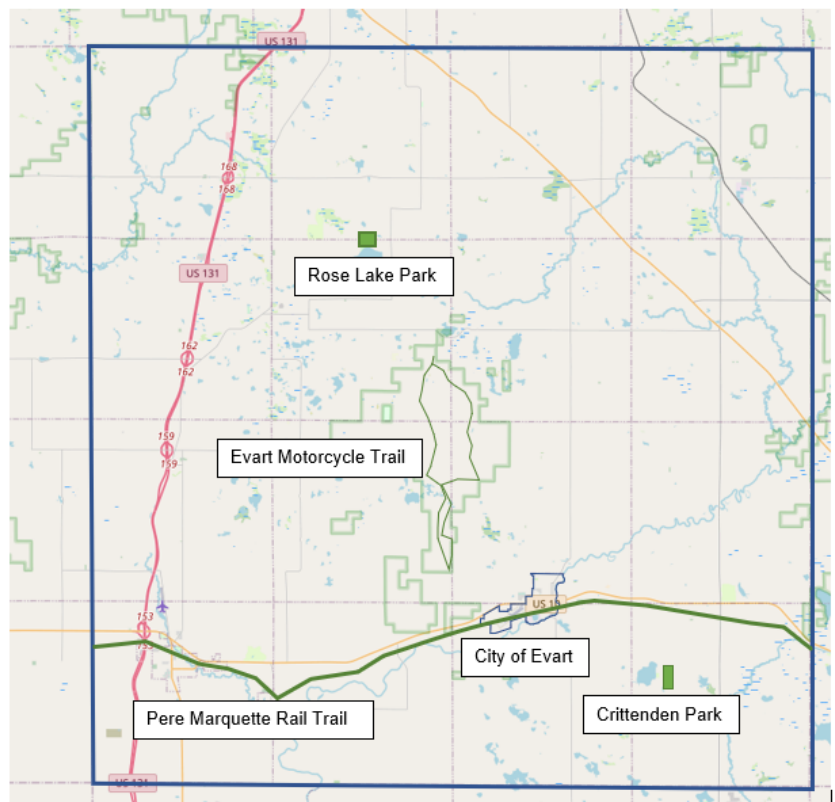 US 131
168
168
Rose Lake Park
US 131
162
162
159
159
Evart Motorcycle Trail
US 10
153
153
City of Evart
Pere Marquette Rail Trail
Crittenden Park
US 131